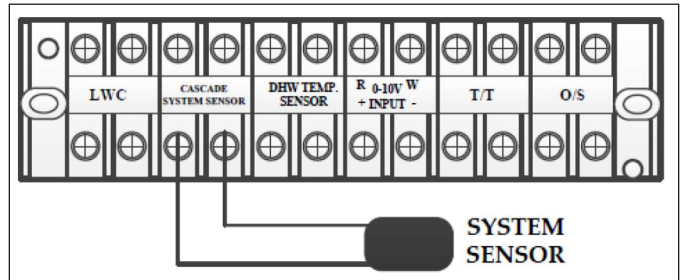 LWC
CASCADE
SYSTEM SENSOR
DHW TEMP.
SENSOR
R 0-10V W
+ INPUT -
T/T
O/S
SYSTEM
SENSOR